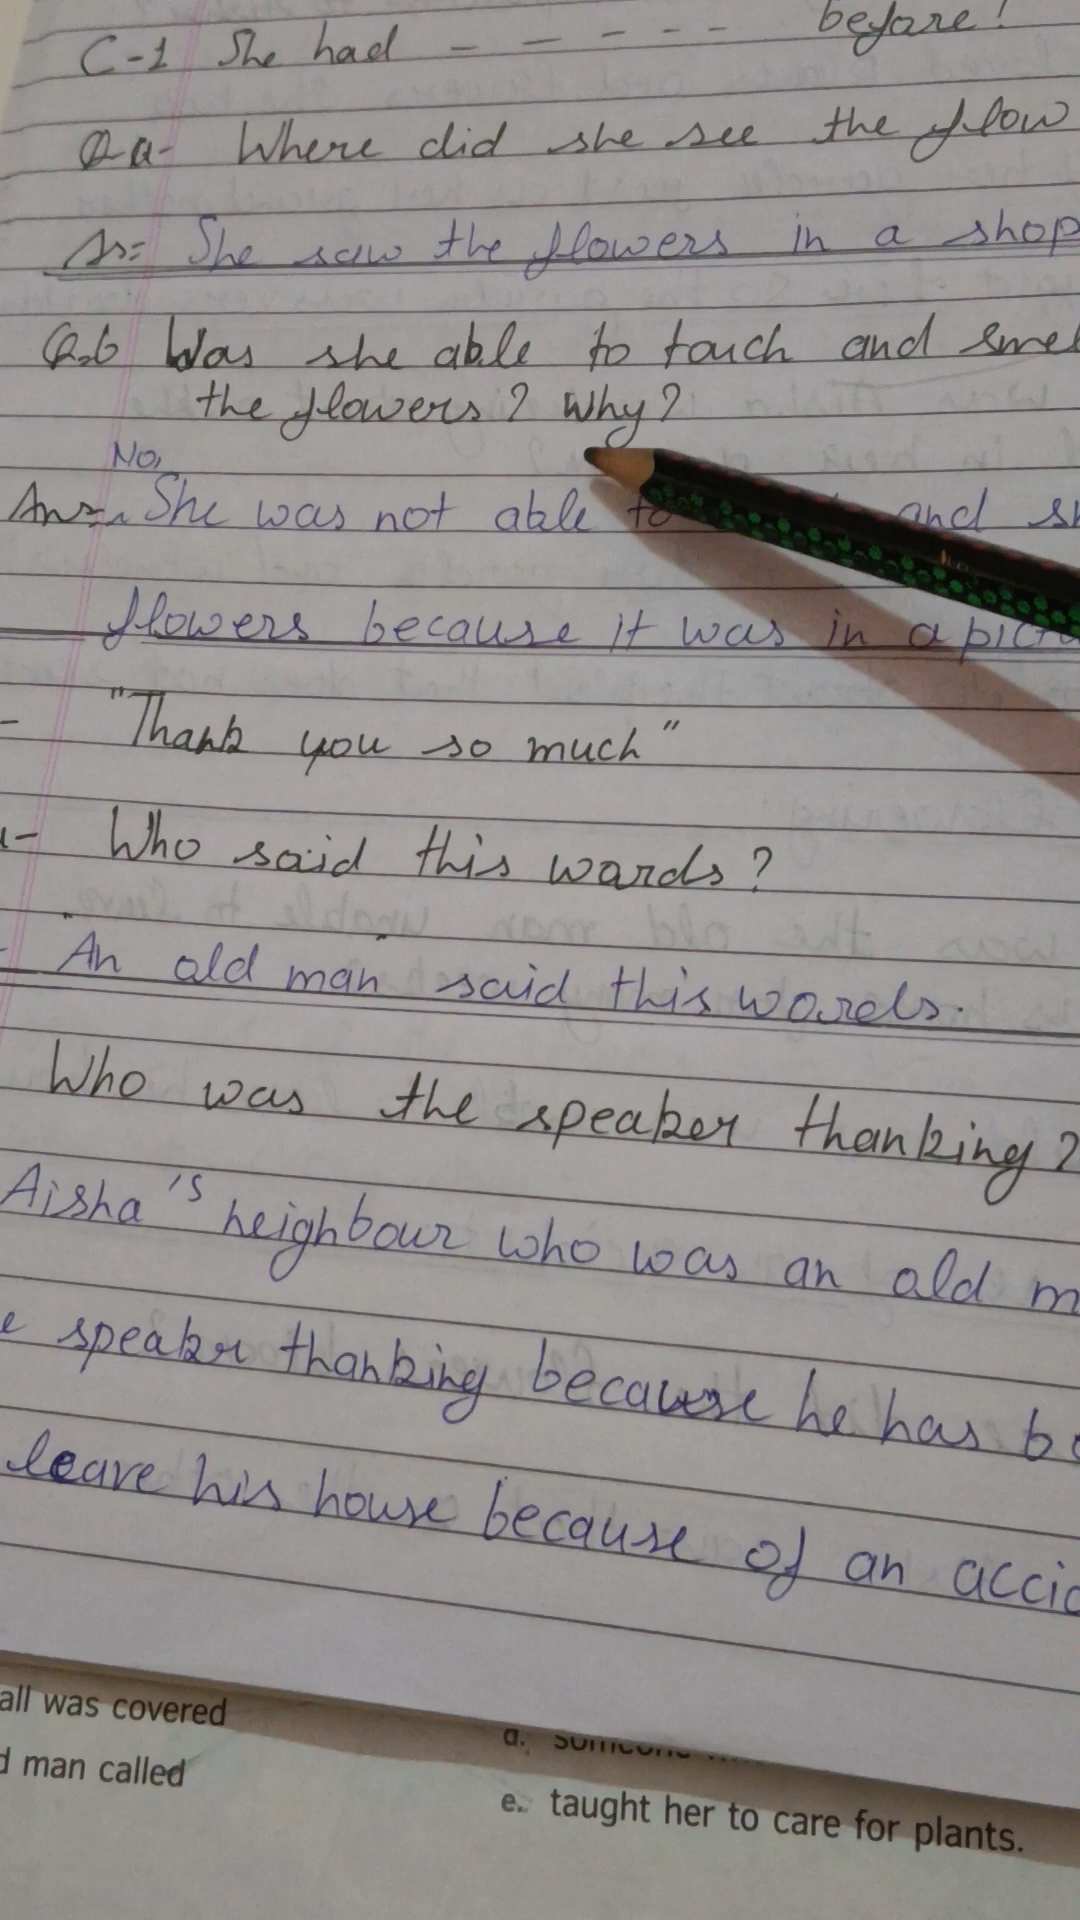 C-1 She had - - - - - - before!
Q a- Where did she see the flow
Ans= She saw the flowers in a shop
Q.b Was she able to touch and smel
the flowers? Why?
No,
Ans= She was not able to and
flowers because it was in a
"Thank you so much"
Who said this words?
An old man said this words.
Who was the speaker thanking?
Aisha's neighbour who was an old
speaker thanking because he has
leave his house because of an
all was covered
man called
e. taught her to care for plants.